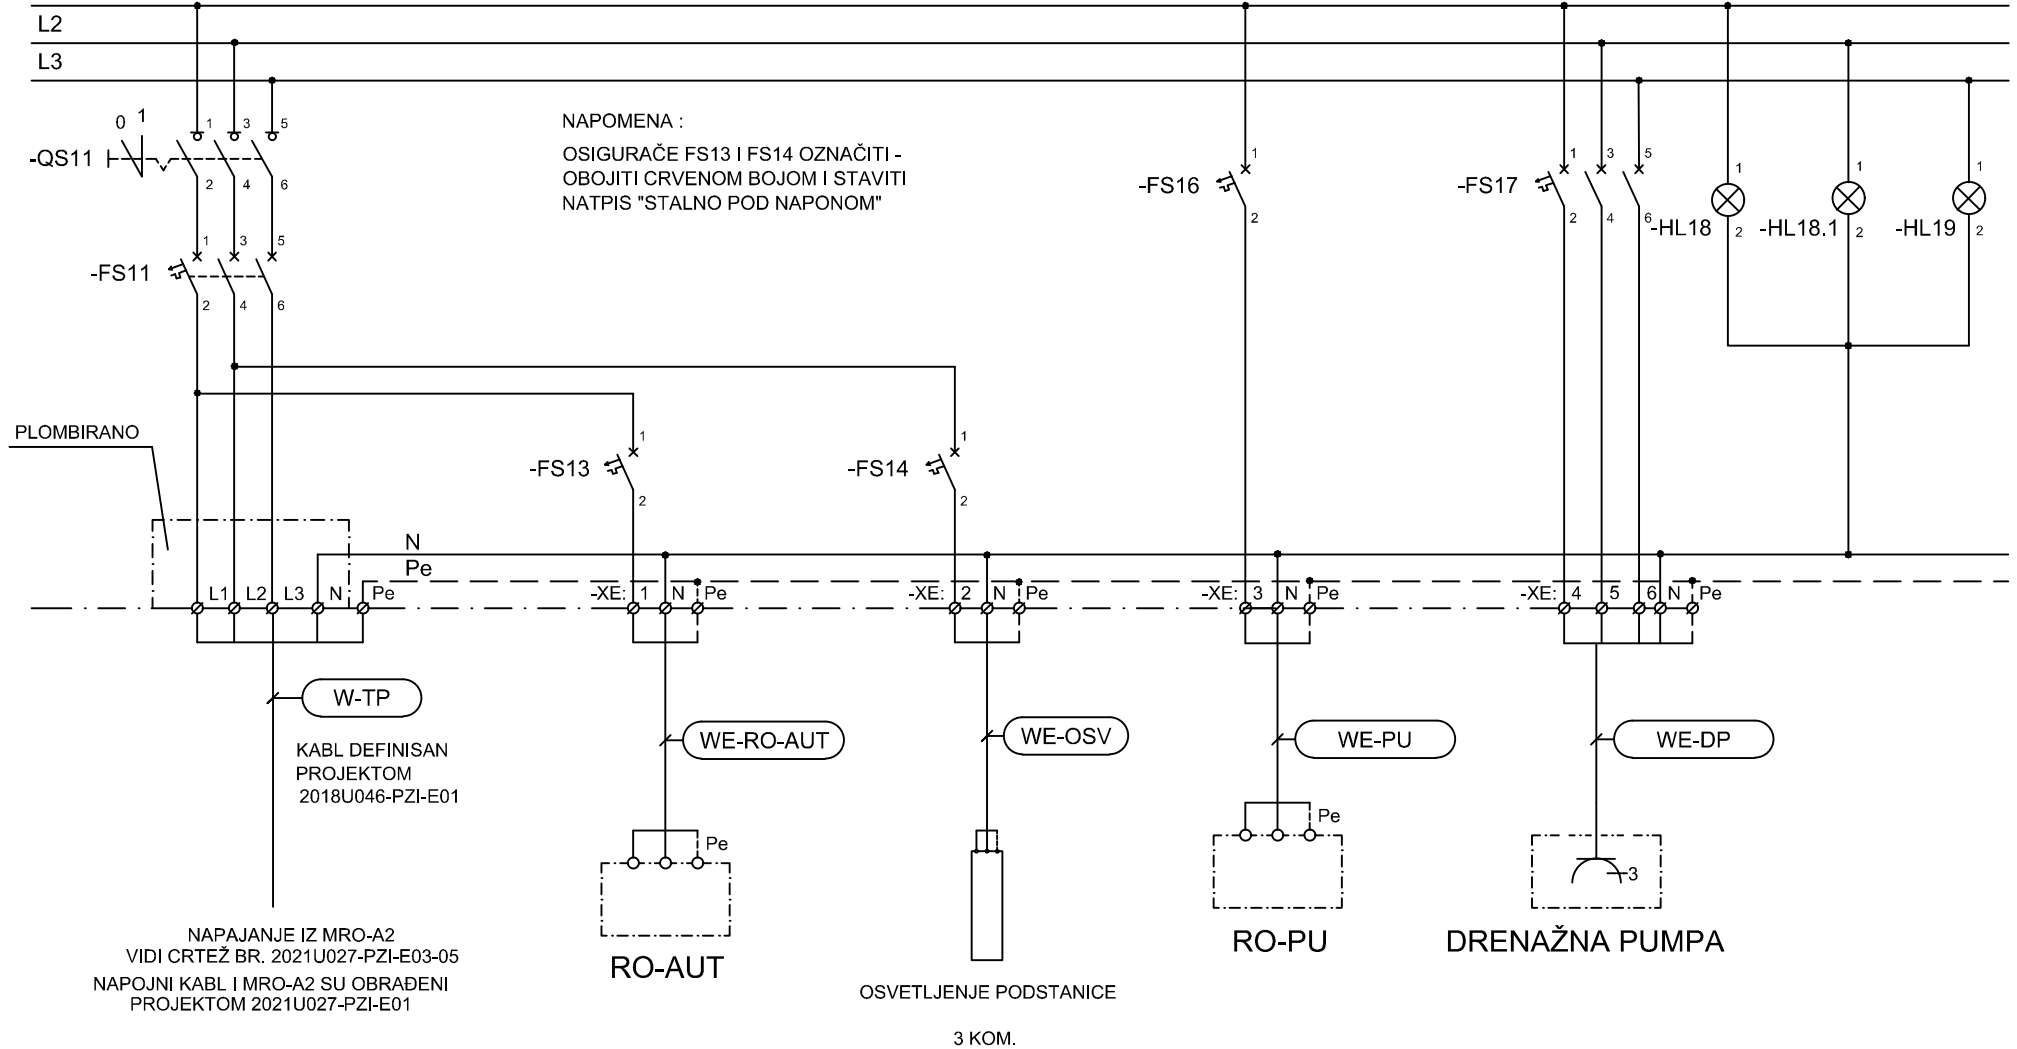 L2
L3
0 1
1 3 5
-QS11
2 4 6
1 3 5
-FS11
2 4 6
NAPOMENA :
OSIGURAČE FS13 I FS14 OZNAČITI -
OBOJITI CRVENOM BOJOM I STAVITI
NATPIS "STALNO POD NAPONOM"
1
-FS16
2
1 3 5
-FS17
2 4 6
1
-HL18
2
1
-HL18.1
2
1
-HL19
2
PLOMBIRANO
1
-FS13
2
1
-FS14
2
N
Pe
L1 L2 L3 N Pe
-XE: 1 N Pe
-XE: 2 N Pe
-XE: 3 N Pe
-XE: 4 5 6 N Pe
W-TP
KABL DEFINISAN
PROJEKTOM
2018U046-PZI-E01
WE-RO-AUT
WE-OSV
WE-PU
WE-DP
Pe
Pe
3
NAPAJANJE IZ MRO-A2
VIDI CRTEŽ BR. 2021U027-PZI-E03-05
NAPOJNI KABL I MRO-A2 SU OBRAĐENI
PROJEKTOM 2021U027-PZI-E01
RO-AUT
OSVETLJENJE PODSTANICE
3 KOM.
RO-PU
DRENAŽNA PUMPA